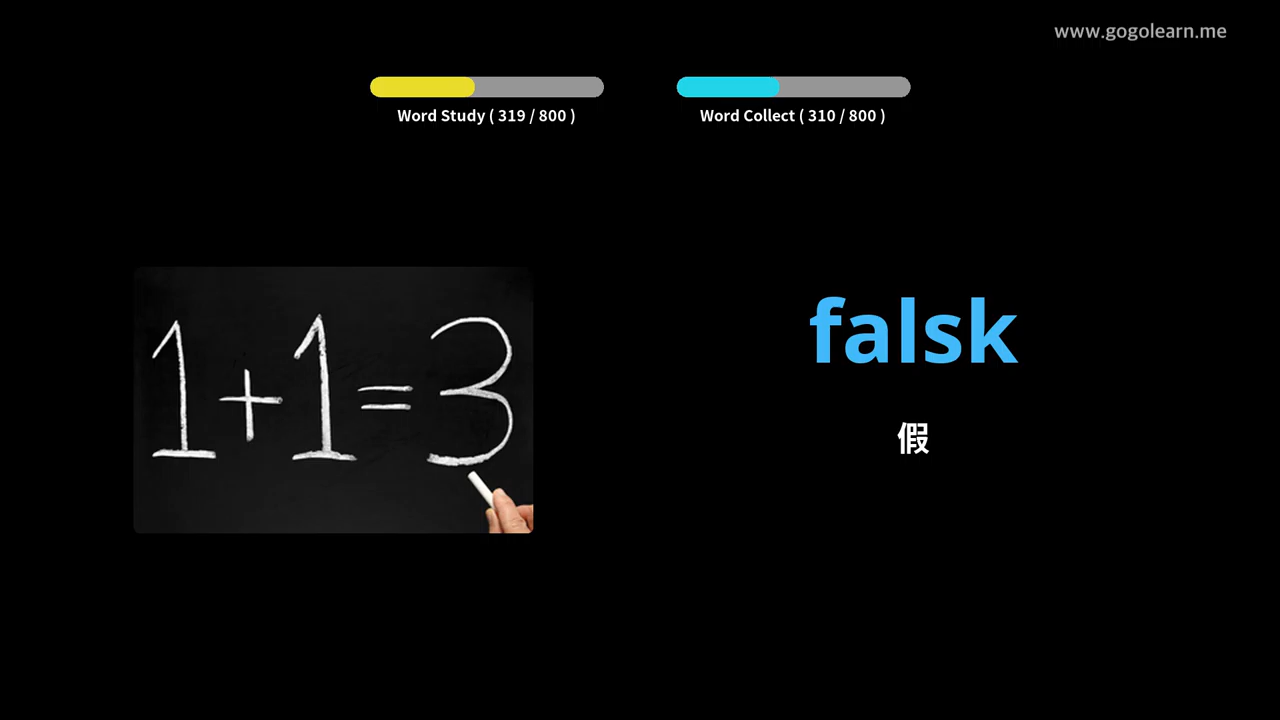 www.gogolearn.me
Word Study ( 319 / 800 )
Word Collect ( 310 / 800 )
1+1=3
falsk
假